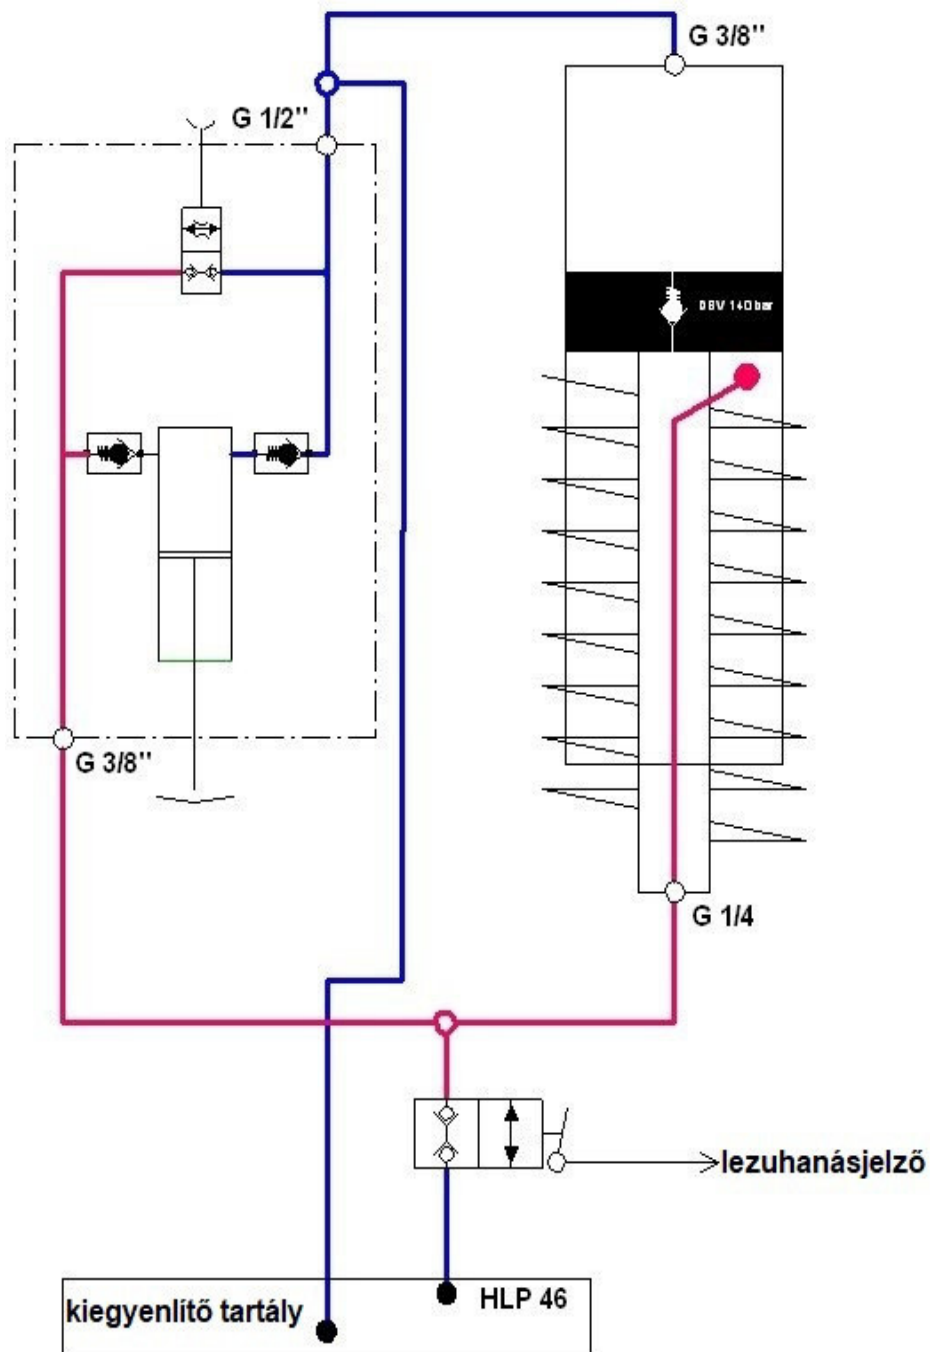 G 3/8"
G 1/2"
DBV 140 bar
G 3/8"
G 1/4
lezuhanásjelző
HLP 46
kiegyenlítő tartály